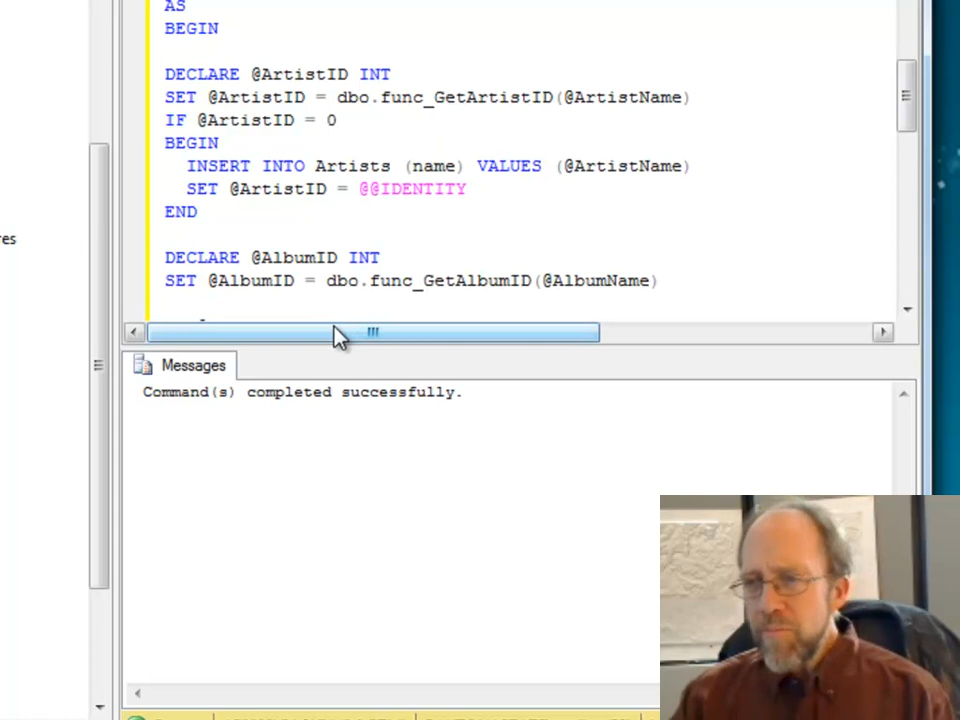 AS
BEGIN
DECLARE @ArtistID INT
SET @ArtistID = dbo.func_GetArtistID(@ArtistName)
IF @ArtistID = 0
BEGIN
INSERT INTO Artists (name) VALUES (@ArtistName)
SET @ArtistID = @@IDENTITY
END
res
DECLARE @AlbumID INT
SET @AlbumID = dbo.func_GetAlbumID(@AlbumName)
Messages
Command(s) completed successfully.